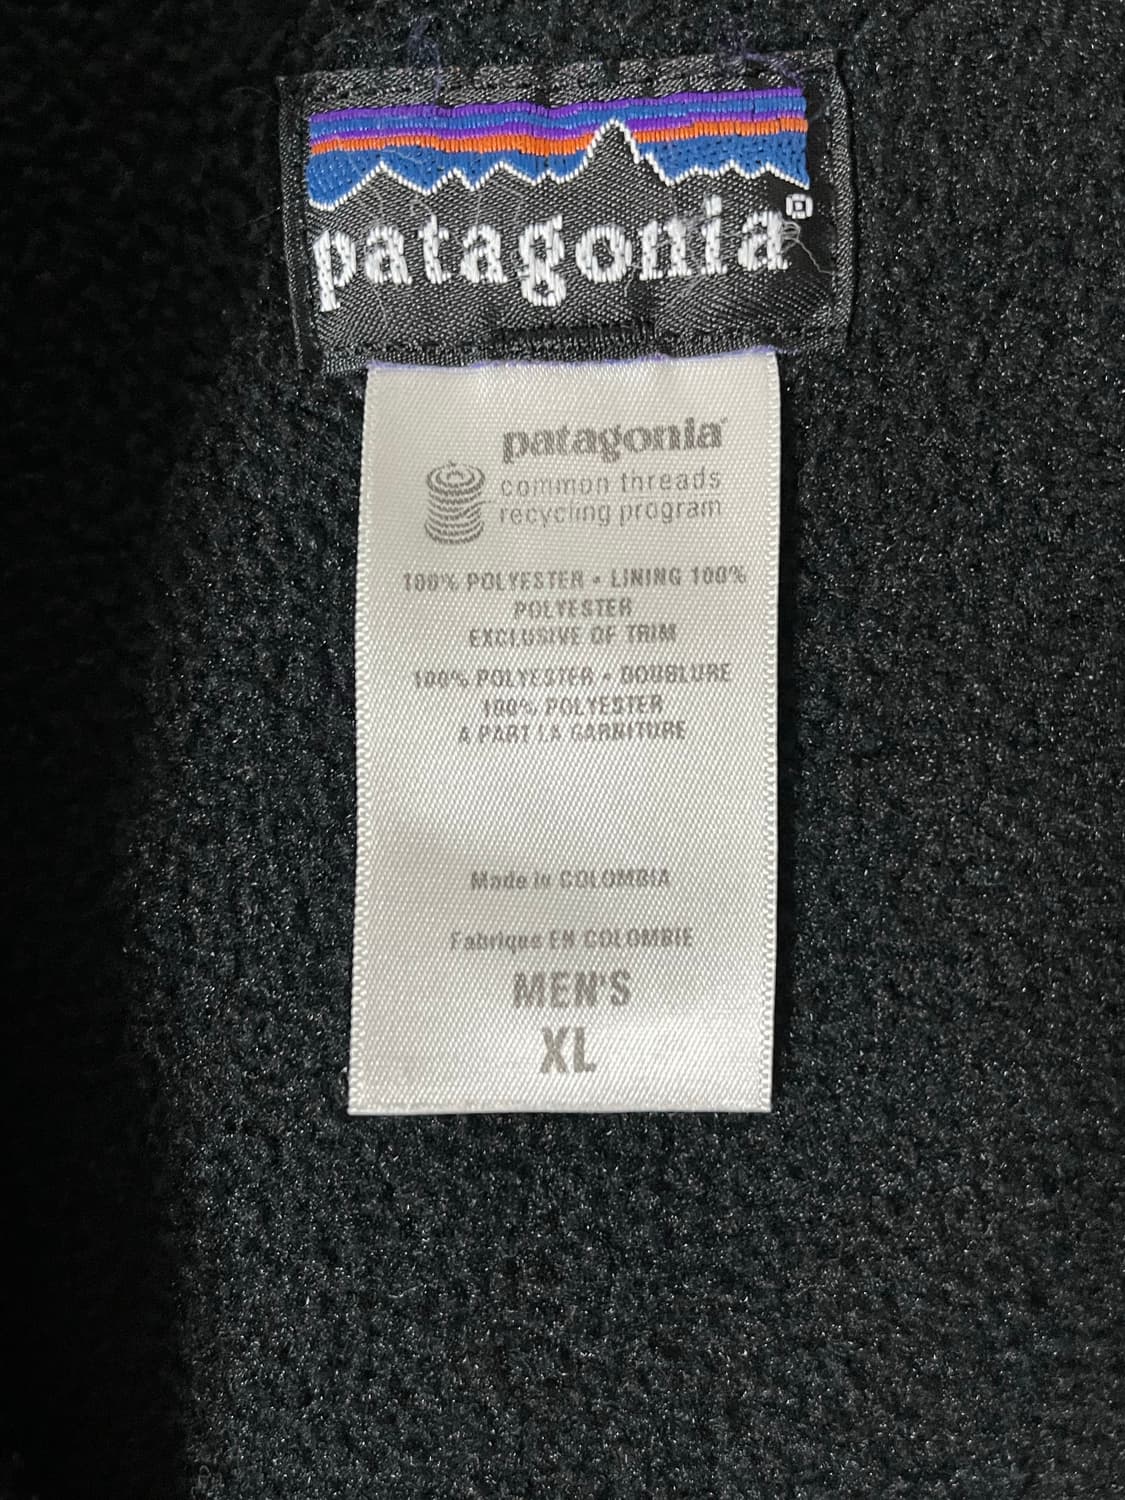 patagonia®
patagonia®
common threads
recycling program
100% POLYESTER • LINING 100%
POLYESTER
EXCLUSIVE OF TRIM
100% POLYESTER • DOUBLURE
100% POLYESTER
A PART LA GARNITURE
Made in COLOMBIA
Fabrique EN COLOMBIE
MEN'S
XL